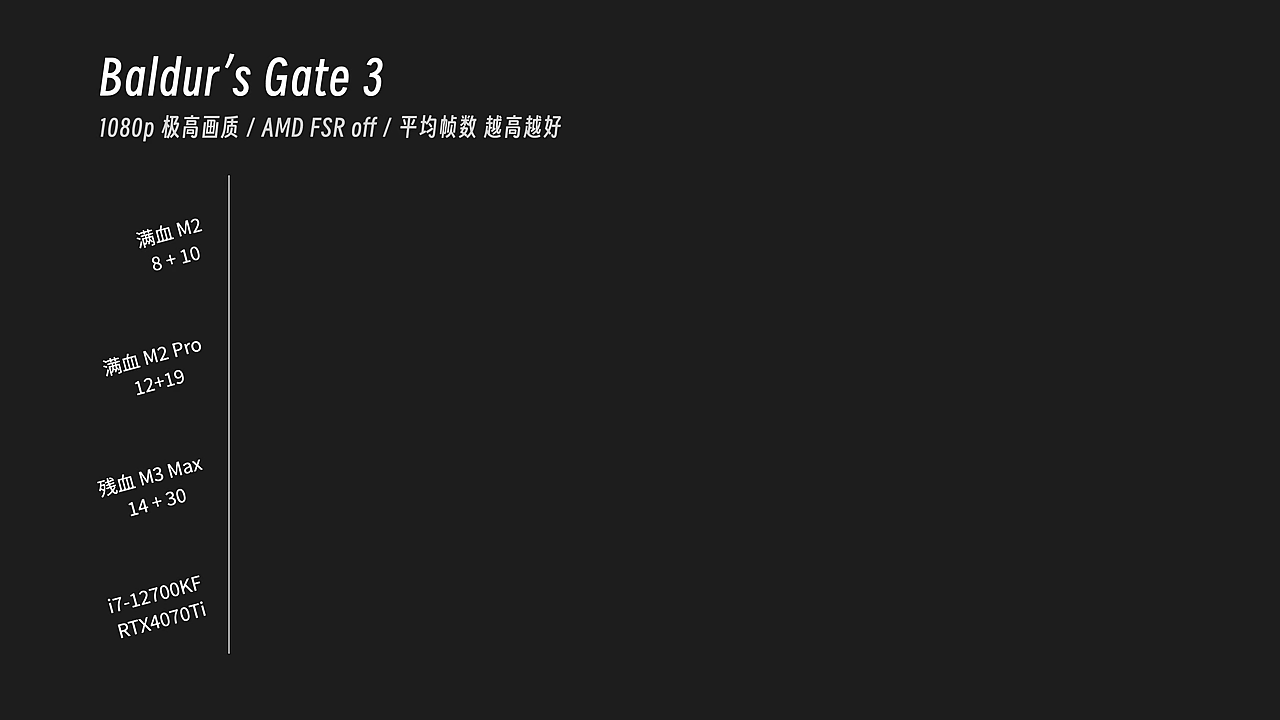 Baldur's Gate 3
1080p 极高画质 / AMD FSR off / 平均帧数 越高越好
满血 M2
8 + 10
满血 M2 Pro
12+19
残血 M3 Max
14 + 30
i7-12700KF
RTX4070Ti